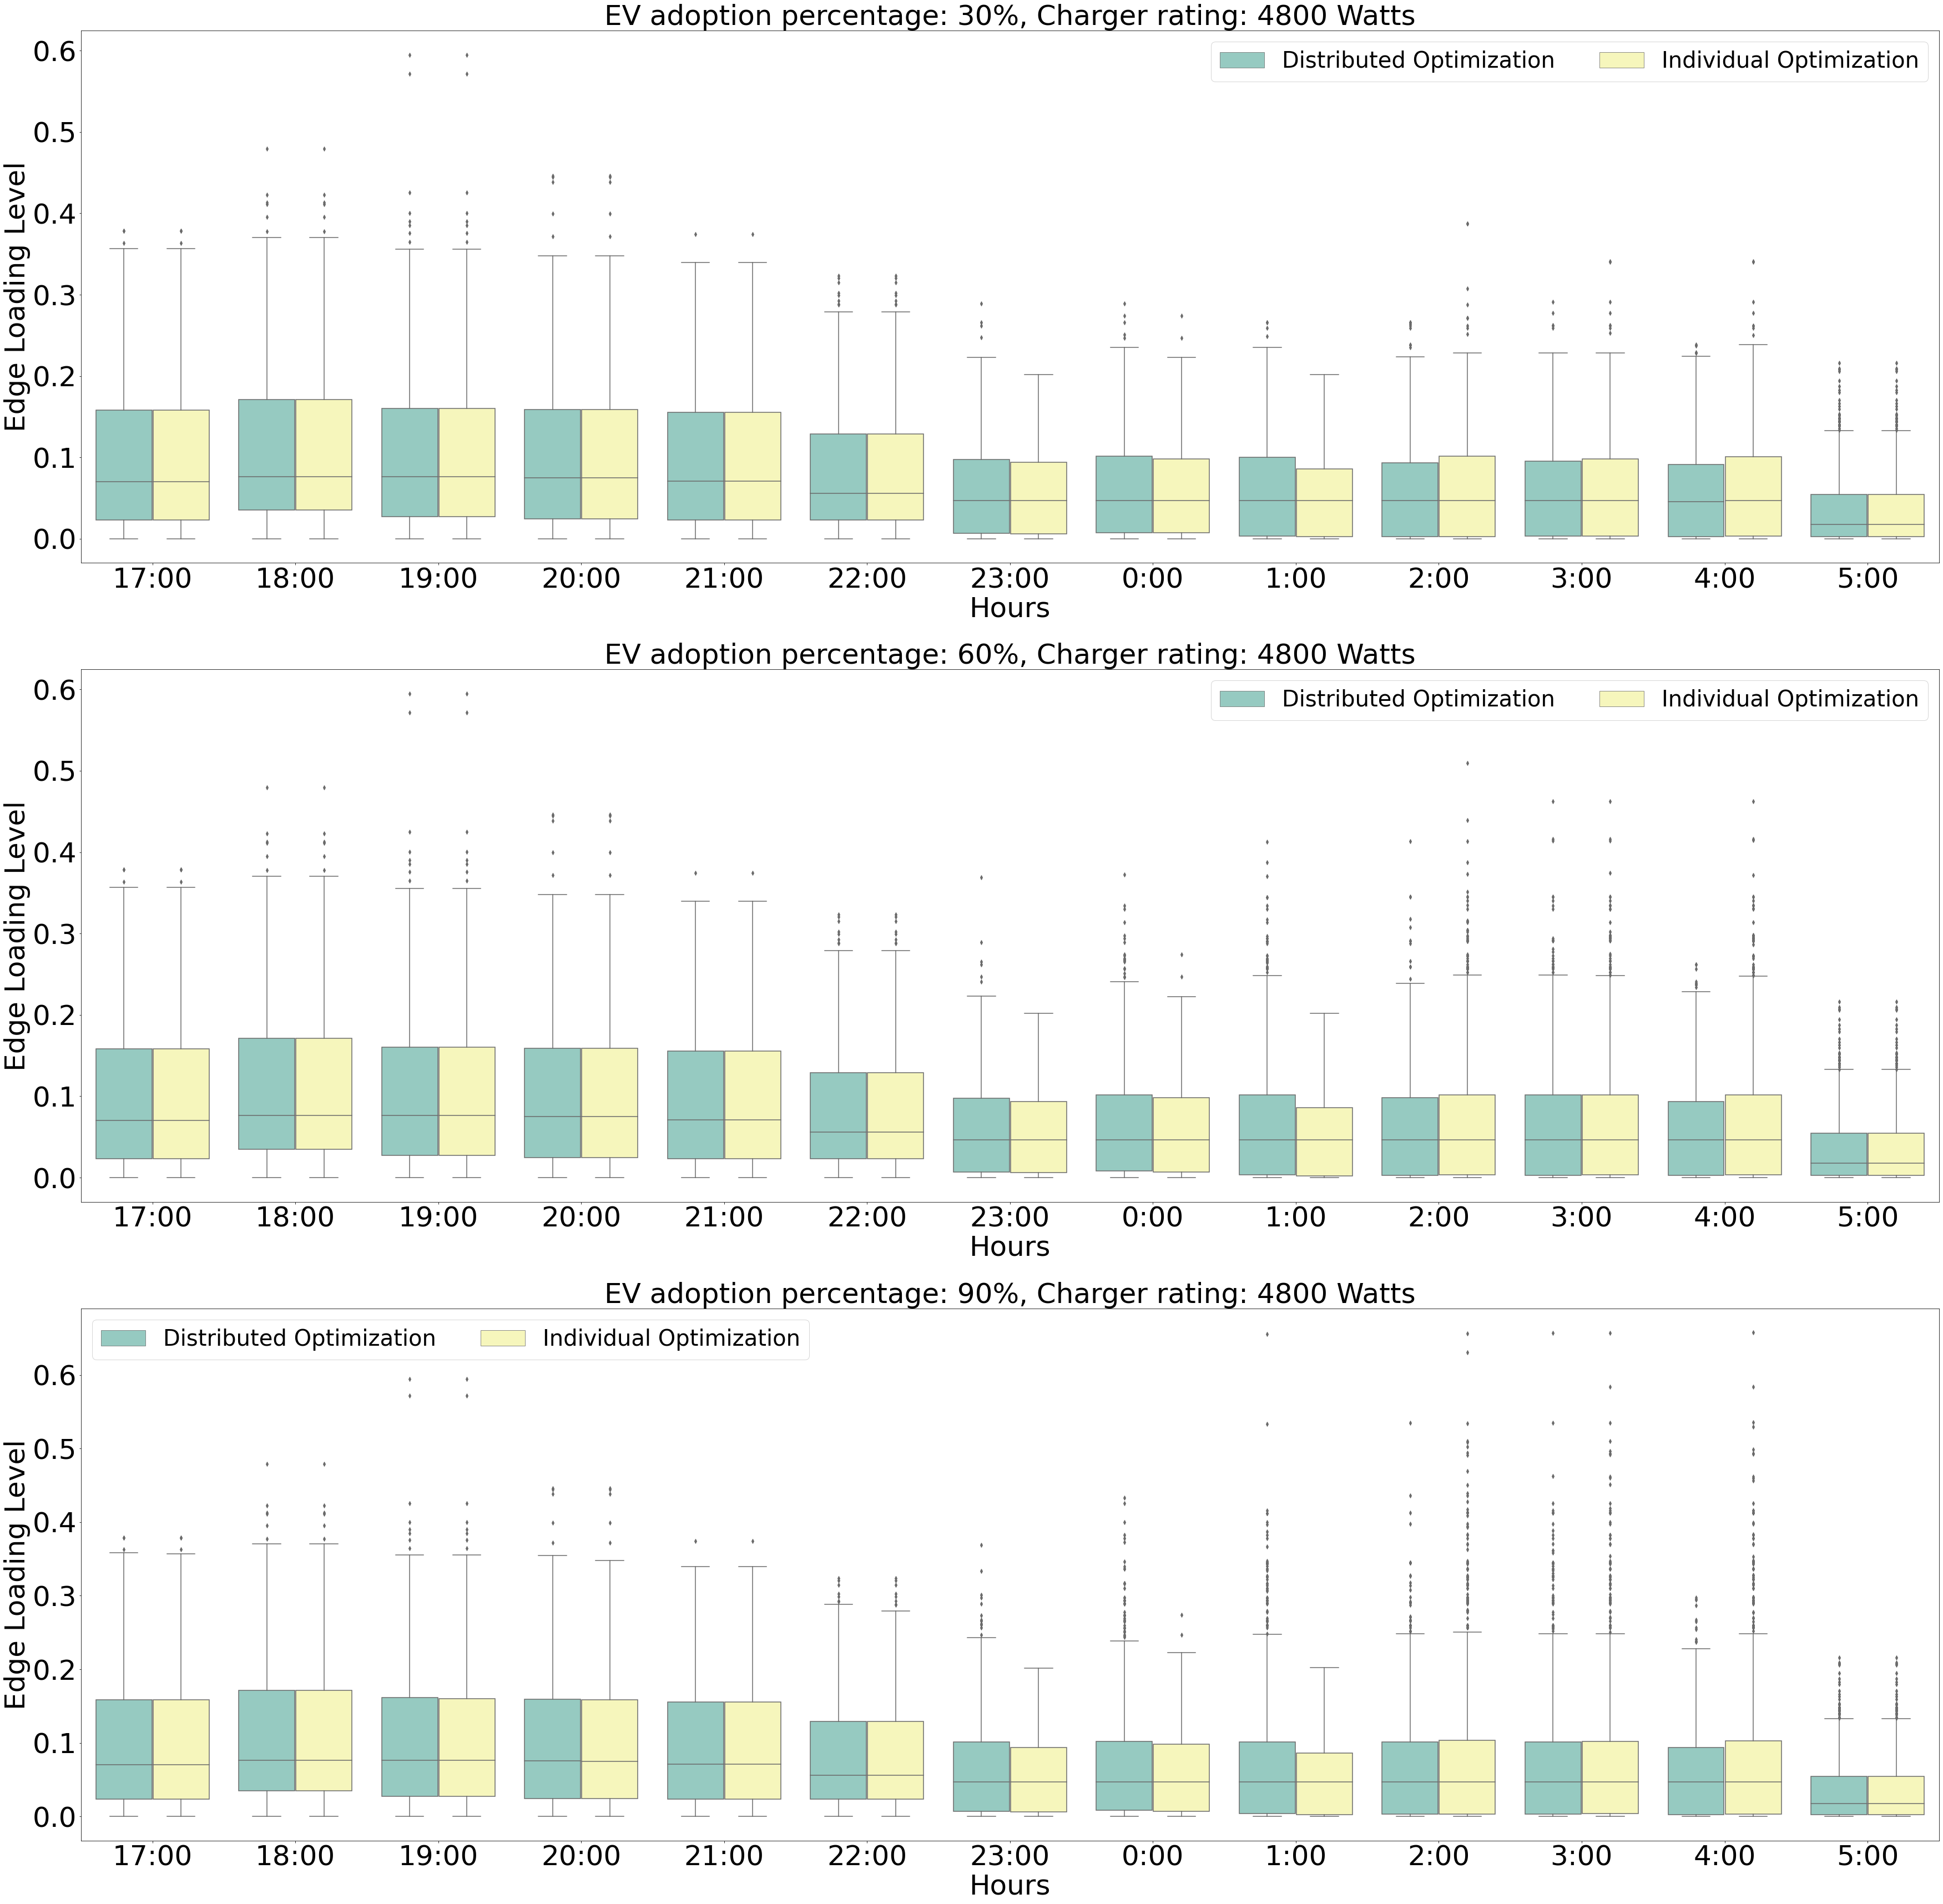 EV adoption percentage: 30%, Charger rating: 4800 Watts
Distributed Optimization Individual Optimization
Edge Loading Level
0.6
0.5
0.4
0.3
0.2
0.1
0.0
17:00 18:00 19:00 20:00 21:00 22:00 23:00 0:00 1:00 2:00 3:00 4:00 5:00
Hours
EV adoption percentage: 60%, Charger rating: 4800 Watts
Distributed Optimization Individual Optimization
Edge Loading Level
0.6
0.5
0.4
0.3
0.2
0.1
0.0
17:00 18:00 19:00 20:00 21:00 22:00 23:00 0:00 1:00 2:00 3:00 4:00 5:00
Hours
EV adoption percentage: 90%, Charger rating: 4800 Watts
Distributed Optimization Individual Optimization
Edge Loading Level
0.6
0.5
0.4
0.3
0.2
0.1
0.0
17:00 18:00 19:00 20:00 21:00 22:00 23:00 0:00 1:00 2:00 3:00 4:00 5:00
Hours